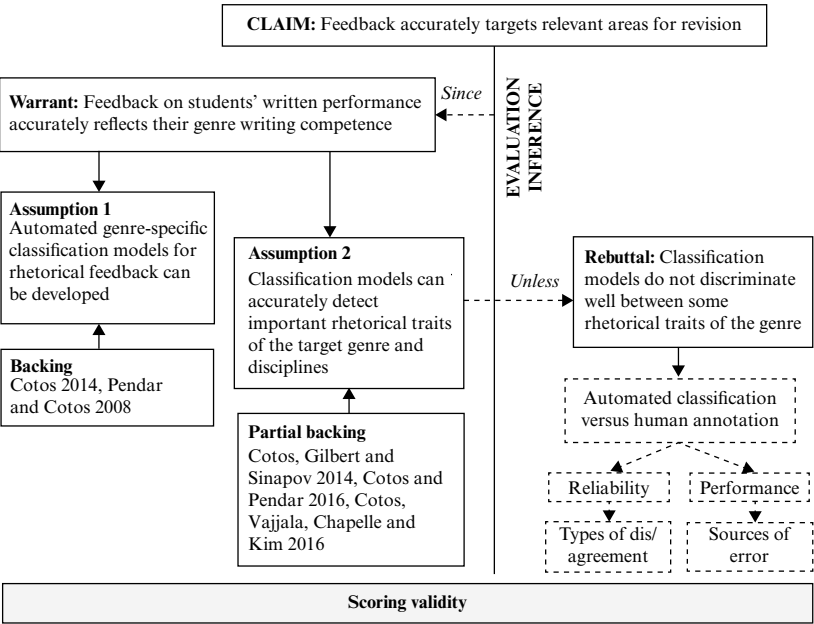 CLAIM: Feedback accurately targets relevant areas for revision
Since
EVALUATION
INFERENCE
Warrant: Feedback on students’ written performance
accurately reflects their genre writing competence
Assumption 1
Automated genre-specific
classification models for
rhetorical feedback can
be developed
Backing
Cotos 2014, Pendar
and Cotos 2008
Assumption 2
Classification models can
accurately detect
important rhetorical traits
of the target genre and
disciplines
Partial backing
Cotos, Gilbert and
Sinapov 2014, Cotos and
Pendar 2016, Cotos,
Vajjala, Chapelle and
Kim 2016
Unless
Rebuttal: Classification
models do not discriminate
well between some
rhetorical traits of the genre
Automated classification
versus human annotation
Reliability
Performance
Types of dis/
agreement
Sources of
error
Scoring validity